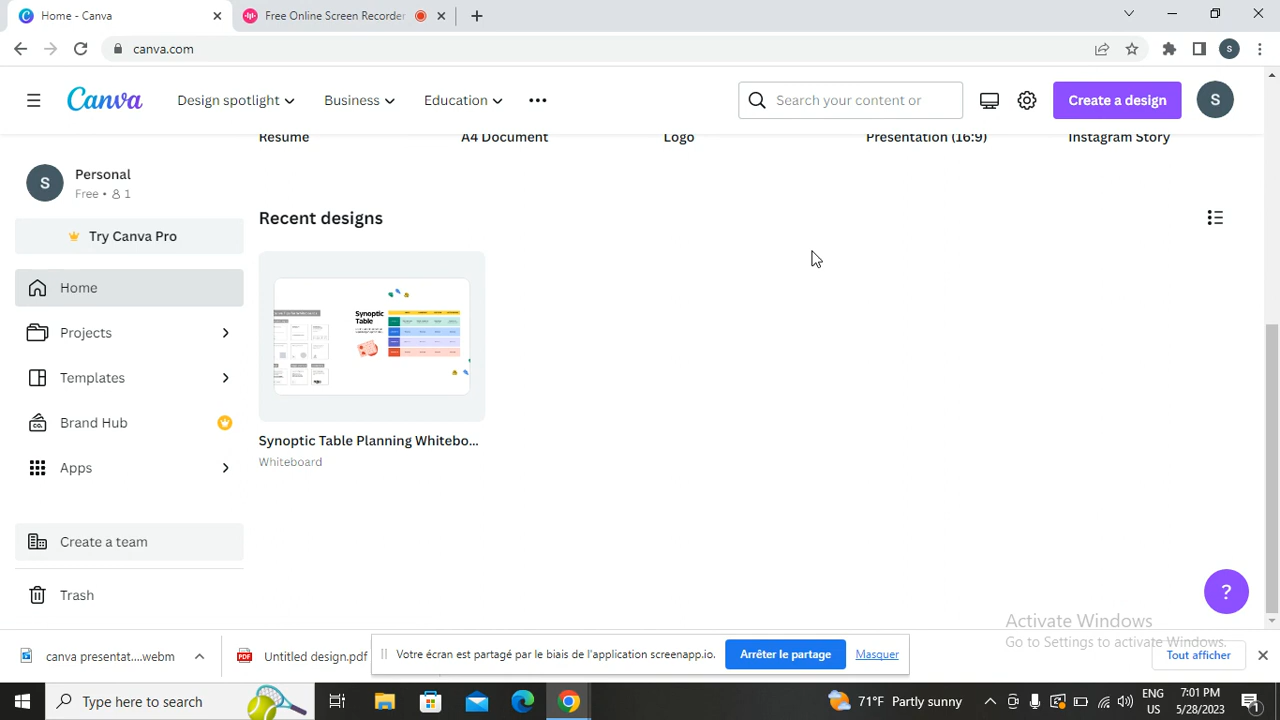 Home - Canva
Free Online Screen Recorder
canva.com
S
Canva
Design spotlight
Business
Education
Search your content or
Create a design
S
Resume
A4 Document
Logo
Presentation (16:9)
Instagram Story
S
Personal
Free • 1
Try Canva Pro
Recent designs
Home
Projects
Templates
Brand Hub
CO.
Apps
Synoptic
Table
Synoptic Table Planning Whitebo...
Whiteboard
Create a team
Trash
?
Activate Windows
Go to Settings to activate Windows.
canva presentat....webm
PDF
Untitled design.pdf
Votre écran est partagé par le biais de l'application screenapp.io.
Arrêter le partage
Masquer
Tout afficher
Type here to search
71°F Partly sunny
ENG
US
7:01 PM
5/28/2023
1